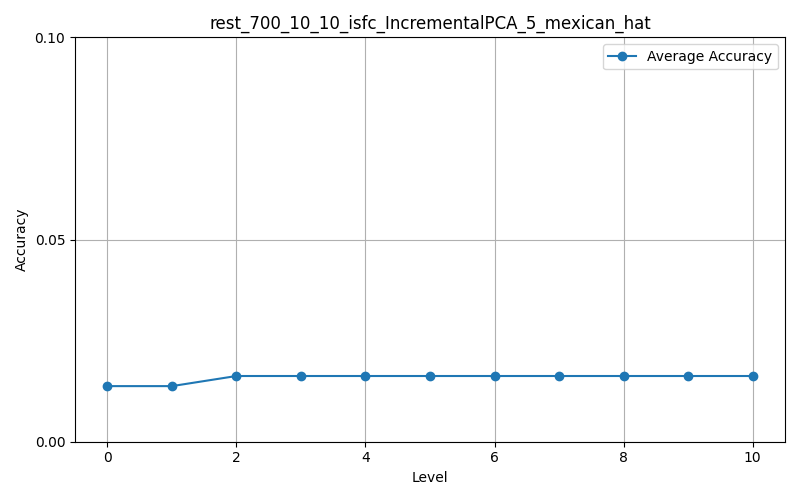 rest_700_10_10_isfc_IncrementalPCA_5_mexican_hat
Average Accuracy
0.10
0.05
0.00
Accuracy
0 2 4 6 8 10
Level